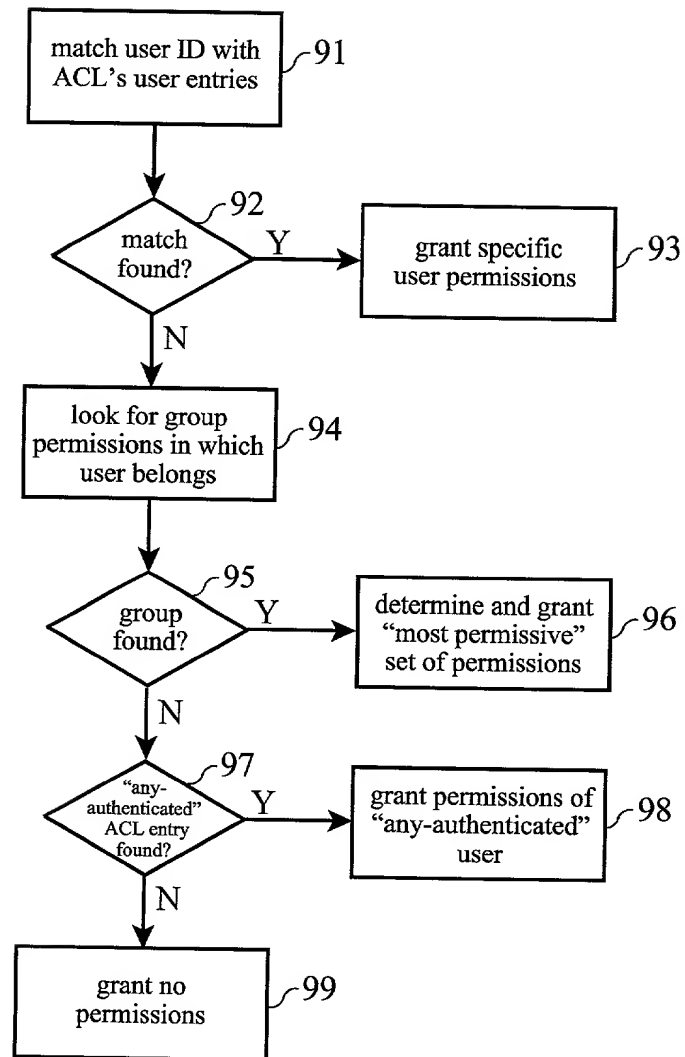 match user ID with
ACL's user entries
91
92
match
found?
Y
grant specific
user permissions
93
N
look for group
permissions in which
user belongs
94
95
group
found?
Y
determine and grant
“most permissive”
set of permissions
96
N
97
“any-
authenticated”
ACL entry
found?
Y
grant permissions of
“any-authenticated”
user
98
N
grant no
permissions
99